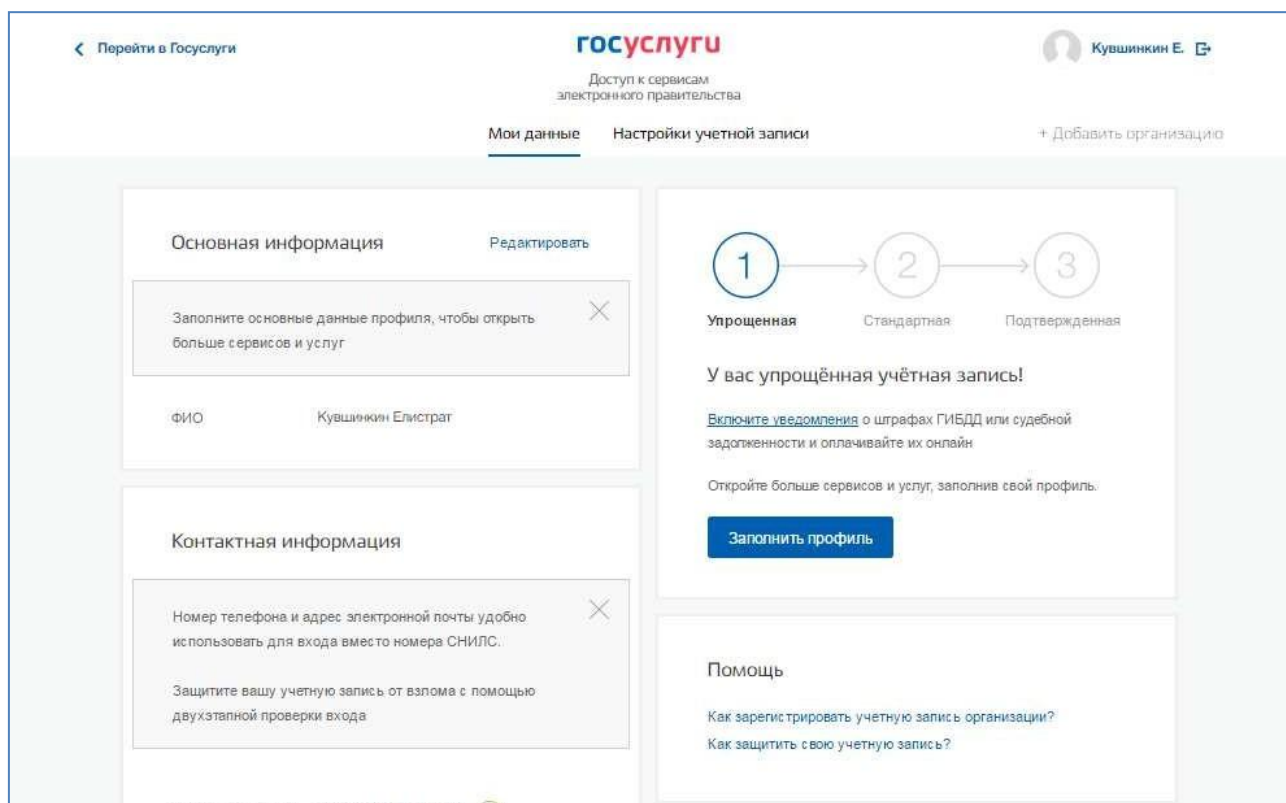 Перейти в Госуслуги
госуслуги
Кувшинкин Е.
Доступ к сервисам
электронного правительства
Мои данные
Настройки учетной записи
+ Добавить организацию
Основная информация
Редактировать
Заполните основные данные профиля, чтобы открыть
больше сервисов и услуг
ФИО
Кувшинкин Елистрат
Контактная информация
Номер телефона и адрес электронной почты удобно
использовать для входа вместо номера СНИЛС.
Защитите вашу учетную запись от взлома с помощью
двухэтапной проверки входа
1
2
3
Упрощенная
Стандартная
Подтвержденная
У вас упрощённая учётная запись!
Включите уведомления о штрафах ГИБДД или судебной
задолженности и оплачивайте их онлайн
Откройте больше сервисов и услуг, заполнив свой профиль.
Заполнить профиль
Помощь
Как зарегистрировать учетную запись организации?
Как защитить свою учетную запись?